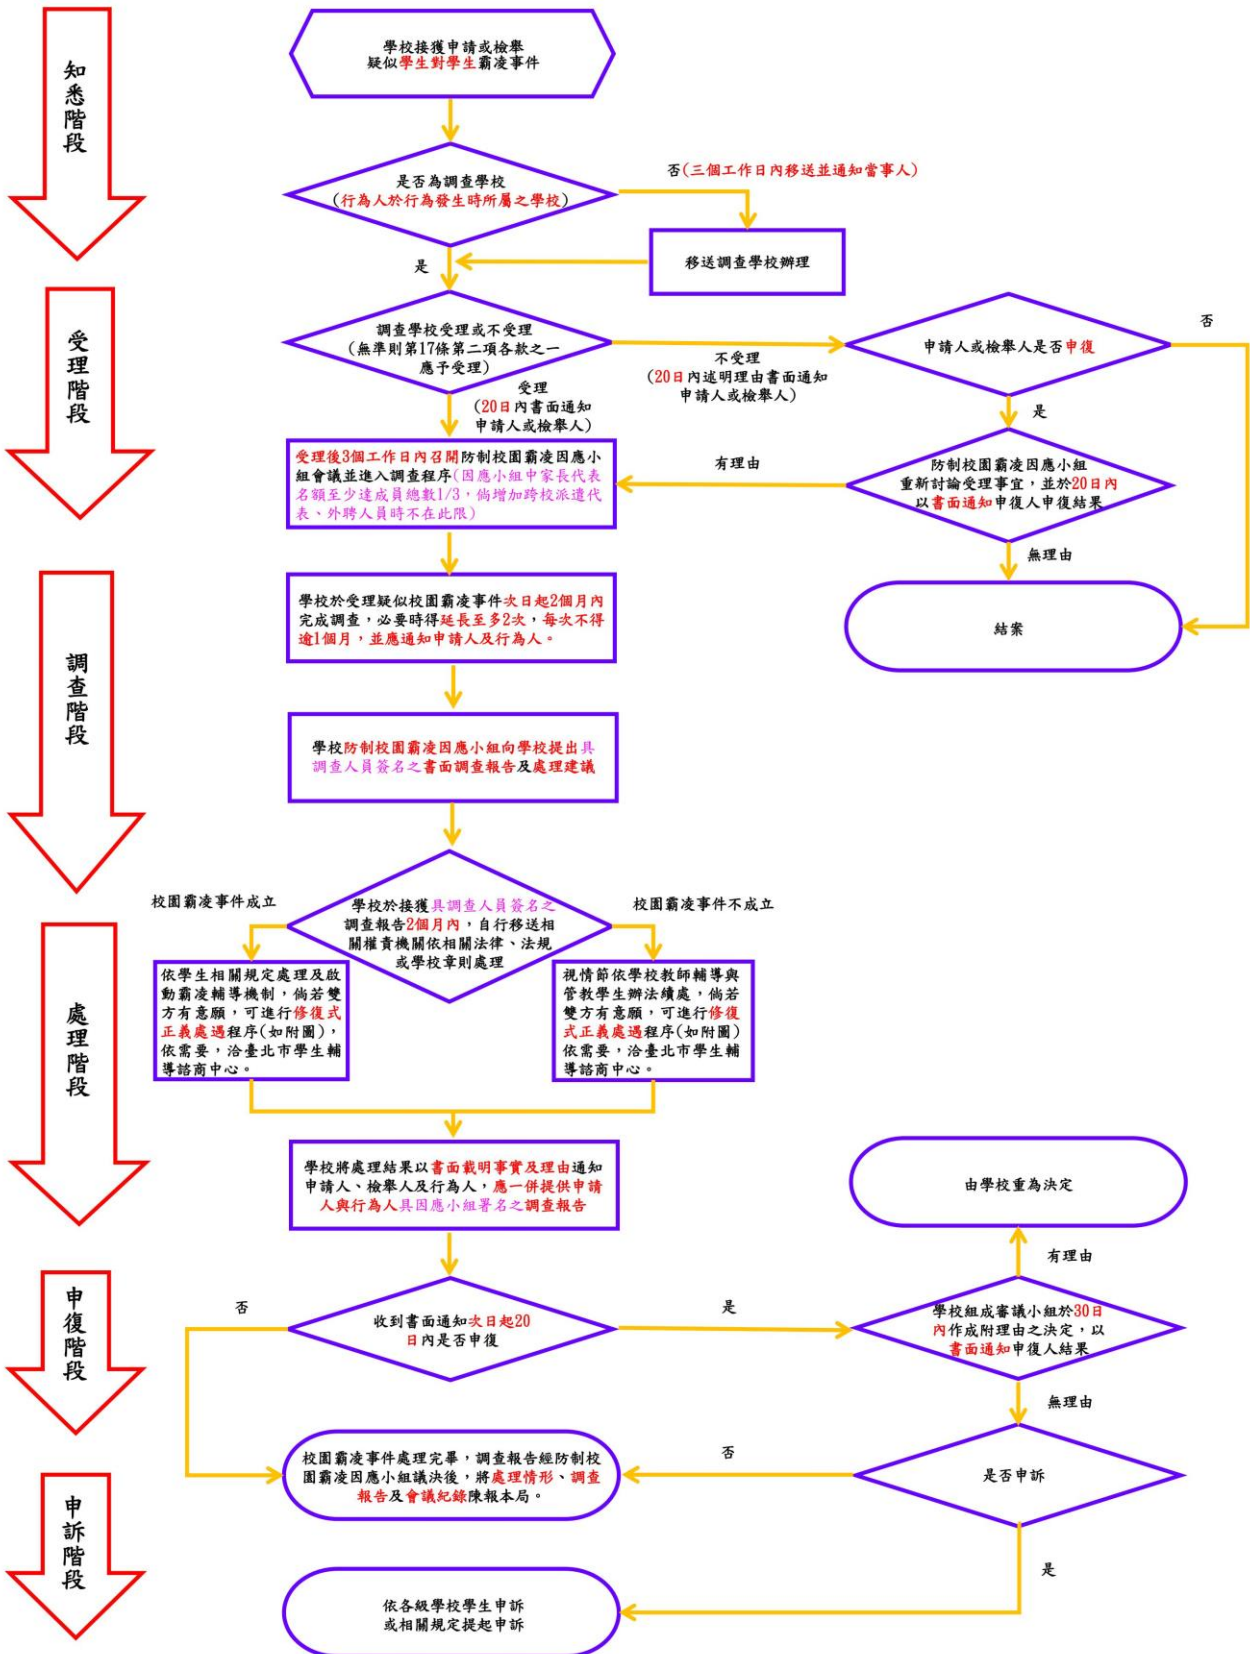 知悉階段
學校接獲申請或檢舉
疑似學生對學生霸凌事件
是否為調查學校
(行為人於行為發生時所屬之學校)
否(三個工作日內移送並通知當事人)
移送調查學校辦理
是
受理階段
調查學校受理或不受理
(無準則第17條第二項各款之一
應予受理)
不受理
(20日內述明理由書面通知
申請人或檢舉人)
申請人或檢舉人是否申復
否
是
受理
(20日內書面通知
申請人或檢舉人)
受理後3個工作日內召開防制校園霸凌因應小
組會議並進入調查程序(因應小組中家長代表
名額至少達成員總數1/3，倘增加跨校派遣代
表、外聘人員時不在此限)
有理由
防制校園霸凌因應小組
重新討論受理事宜，並於20日內
以書面通知申復人申復結果
無理由
結案
調查階段
學校於受理疑似校園霸凌事件次日起2個月內
完成調查，必要時得延長至多2次，每次不得
逾1個月，並應通知申請人及行為人。
學校防制校園霸凌因應小組向學校提出具
調查人員簽名之書面調查報告及處理建議
處理階段
校園霸凌事件成立
學校於接獲具調查人員簽名之
調查報告2個月內，自行移送相
關權責機關依相關法律、法規
或學校章則處理
校園霸凌事件不成立
依學生相關規定處理及啟
動霸凌輔導機制，倘若雙
方有意願，可進行修復式
正義處遇程序(如附圖)，
依需要，洽臺北市學生輔
導諮商中心。
視情節依學校教師輔導與
管教學生辦法續處，倘若
雙方有意願，可進行修復
式正義處遇程序(如附圖)
依需要，洽臺北市學生輔
導諮商中心。
學校將處理結果以書面載明事實及理由通知
申請人、檢舉人及行為人，應一併提供申請
人與行為人具因應小組署名之調查報告
由學校重為決定
有理由
申復階段
否
收到書面通知次日起20
日內是否申復
是
學校組成審議小組於30日
內作成附理由之決定，以
書面通知申復人結果
無理由
申訴階段
校園霸凌事件處理完畢，調查報告經防制校
園霸凌因應小組議決後，將處理情形、調查
報告及會議紀錄陳報本局。
否
是否申訴
是
依各級學校學生申訴
或相關規定提起申訴